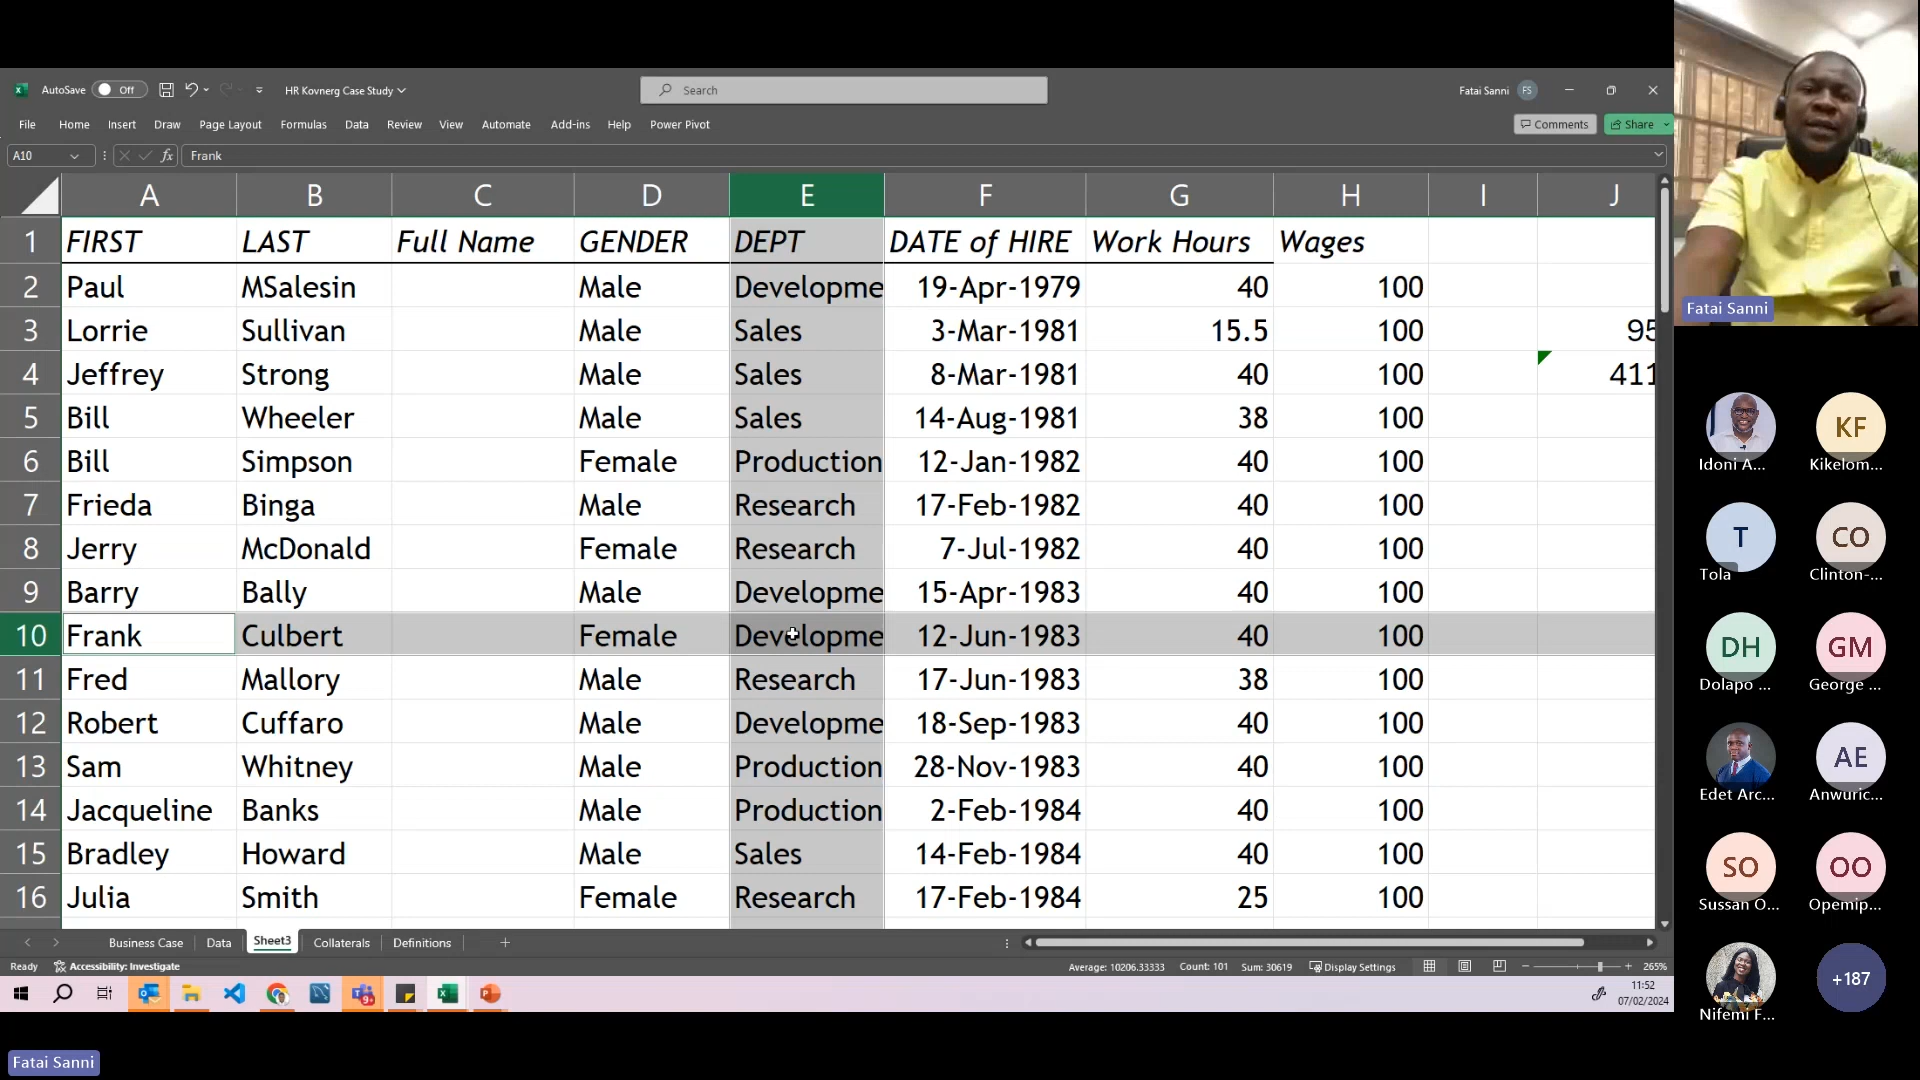 AutoSave Off HR Kovnerg Case Study Search Fatai Sanni FS
File Home Insert Draw Page Layout Formulas Data Review View Automate Add-ins Help Power Pivot Comments Share
A10 fx Frank
A B C D E F G H I J
1 FIRST LAST Full Name GENDER DEPT DATE of HIRE Work Hours Wages
2 Paul MSalesin Male Developme 19-Apr-1979 40 100
3 Lorrie Sullivan Male Sales 3-Mar-1981 15.5 100 95
4 Jeffrey Strong Male Sales 8-Mar-1981 40 100 411
5 Bill Wheeler Male Sales 14-Aug-1981 38 100
6 Bill Simpson Female Production 12-Jan-1982 40 100
7 Frieda Binga Male Research 17-Feb-1982 40 100
8 Jerry McDonald Female Research 7-Jul-1982 40 100
9 Barry Bally Male Developme 15-Apr-1983 40 100
10 Frank Culbert Female Developme 12-Jun-1983 40 100
11 Fred Mallory Male Research 17-Jun-1983 38 100
12 Robert Cuffaro Male Developme 18-Sep-1983 40 100
13 Sam Whitney Male Production 28-Nov-1983 40 100
14 Jacqueline Banks Male Production 2-Feb-1984 40 100
15 Bradley Howard Male Sales 14-Feb-1984 40 100
16 Julia Smith Female Research 17-Feb-1984 25 100
Business Case Data Sheet3 Collaterals Definitions
Ready Accessibility: Investigate Average: 10206.33333 Count: 101 Sum: 30619 Display Settings 265%
11:52
07/02/2024
Fatai Sanni
Fatai Sanni
KF
Idoni A... Kikelom...
T CO
Tola Clinton-...
DH GM
Dolapo ... George ...
AE
Edet Arc... Anwuric...
SO OO
Sussan O... Opemip...
+187
Nifemi F...